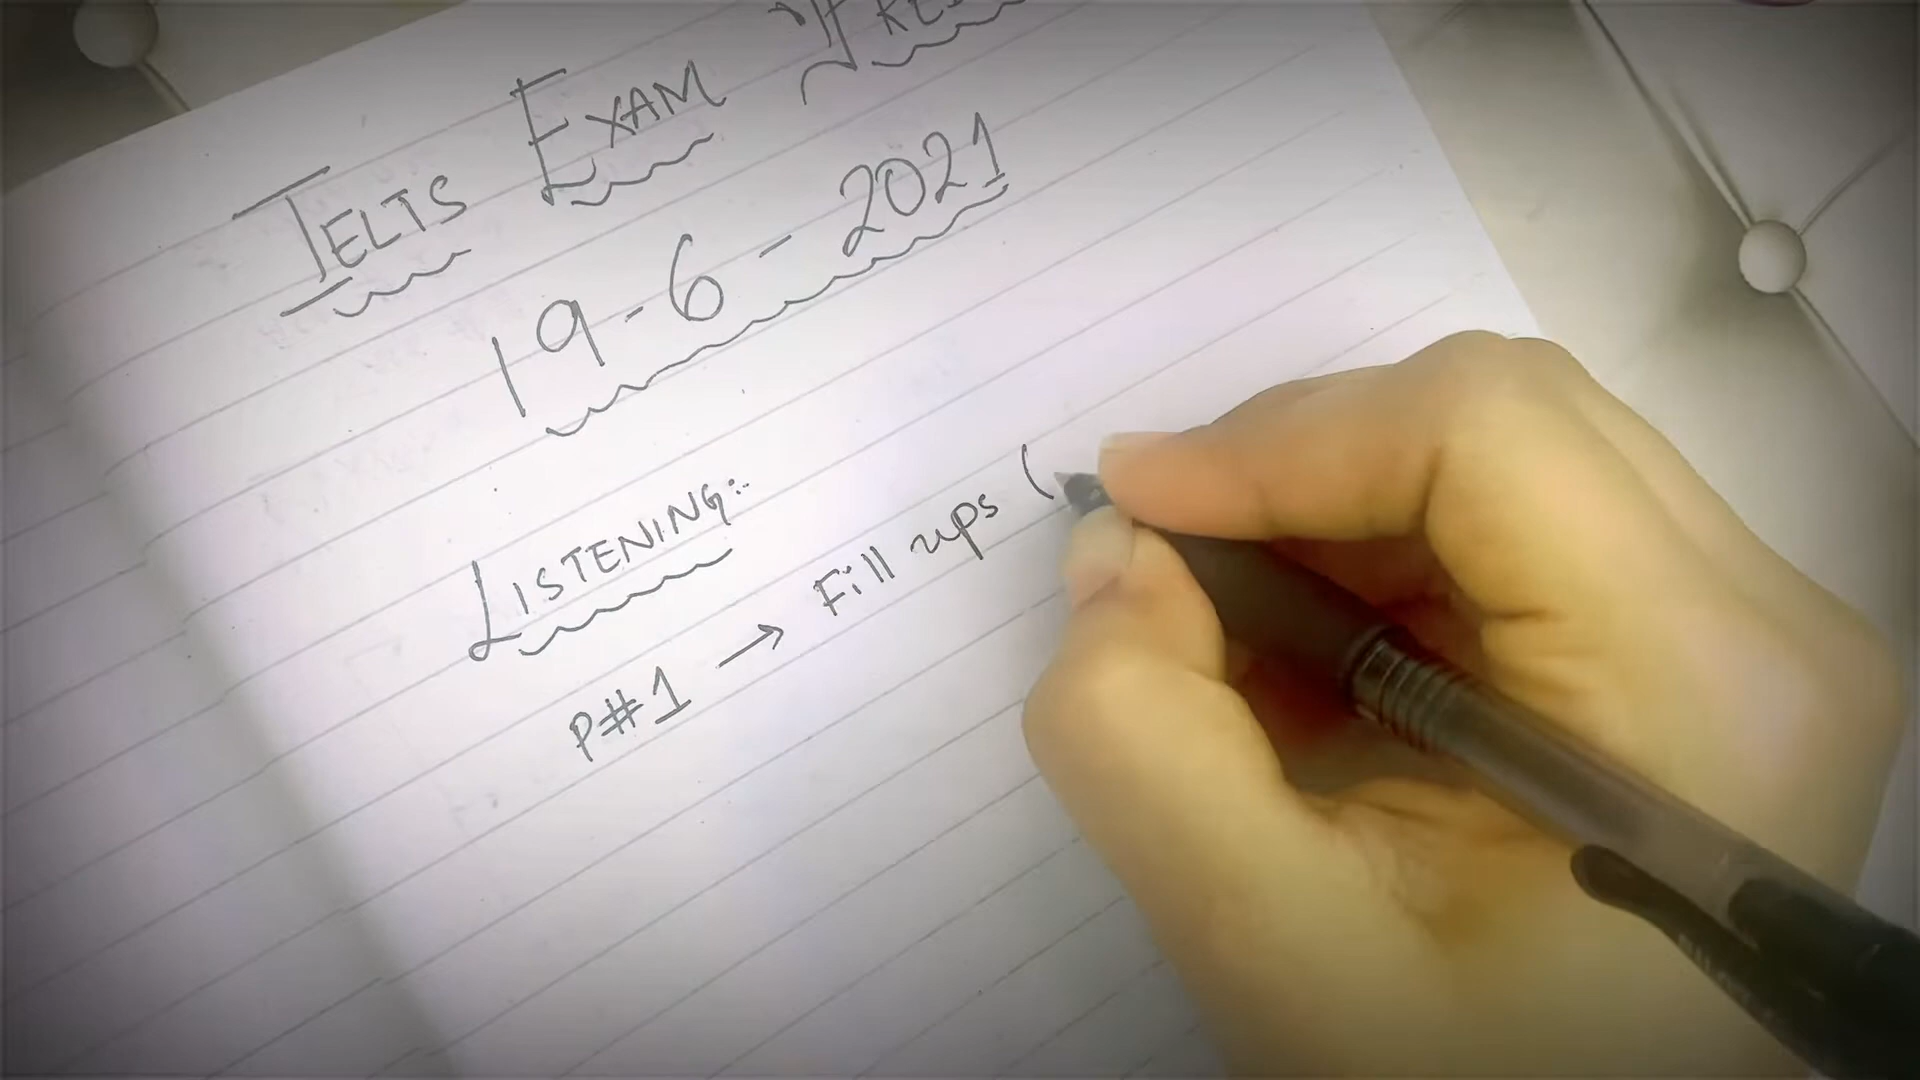 IELTS EXAM
19-6-2021
LISTENING:-
P#1 → Fill ups (